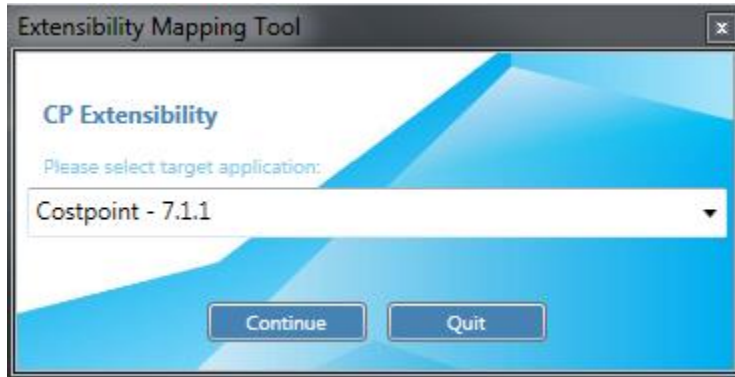 Extensibility Mapping Tool
CP Extensibility
Please select target application:
Costpoint - 7.1.1
Continue Quit